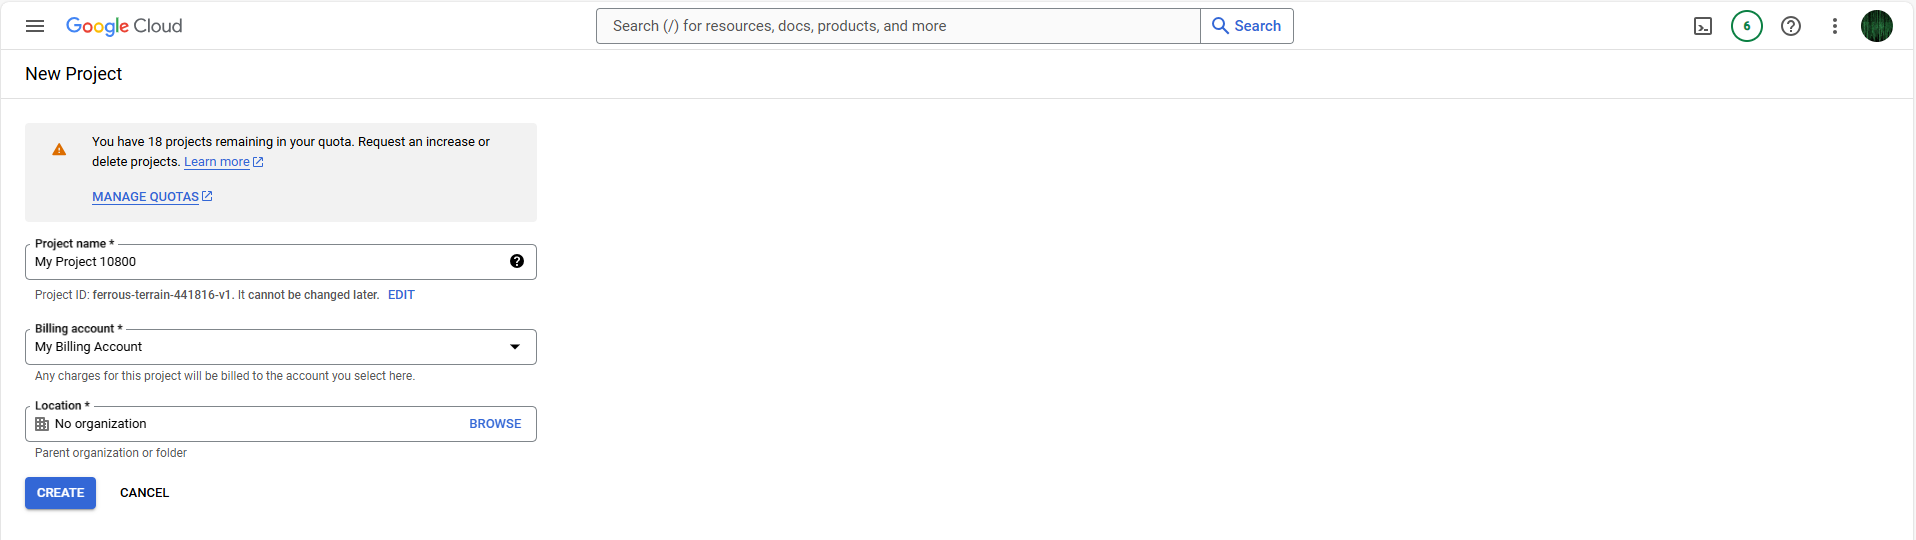 Google Cloud
Search (/) for resources, docs, products, and more
Search
6
New Project
You have 18 projects remaining in your quota. Request an increase or
delete projects. Learn more
MANAGE QUOTAS
Project name *
My Project 10800
Project ID: ferrous-terrain-441816-v1. It cannot be changed later. EDIT
Billing account *
My Billing Account
Any charges for this project will be billed to the account you select here.
Location *
No organization BROWSE
Parent organization or folder
CREATE CANCEL